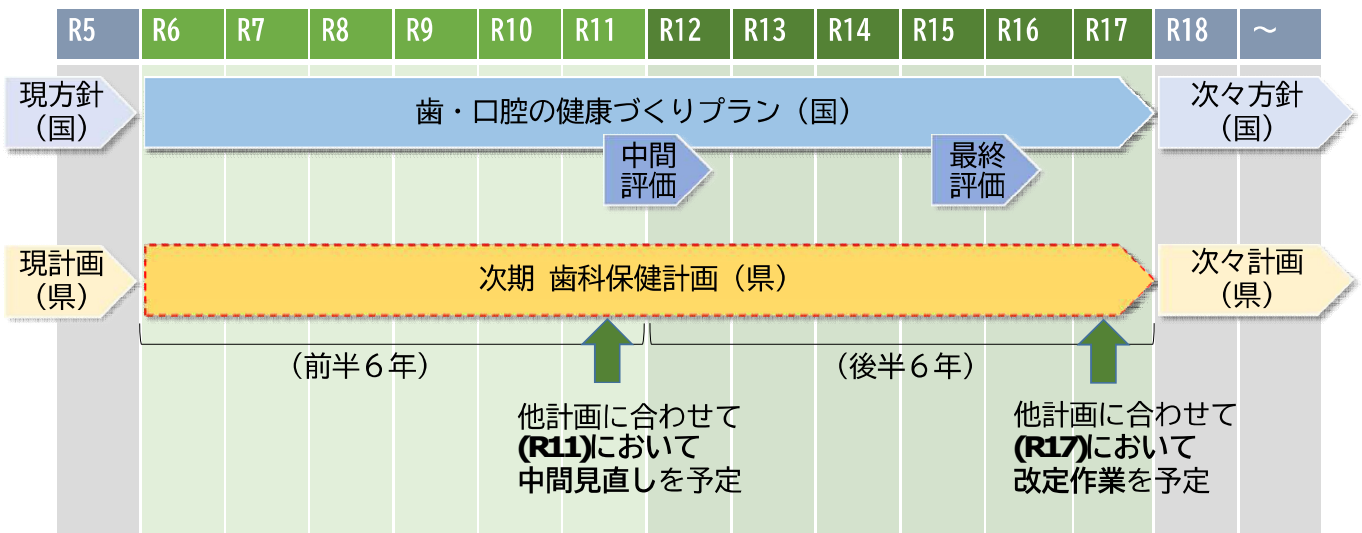 R5 R6 R7 R8 R9 R10 R11 R12 R13 R14 R15 R16 R17 R18 ～
現方針
（国）
歯・口腔の健康づくりプラン（国）
次々方針
（国）
中間
評価
最終
評価
現計画
（県）
次期 歯科保健計画（県）
次々計画
（県）
（前半６年）
（後半６年）
他計画に合わせて
(R11)において
中間見直しを予定
他計画に合わせて
(R17)において
改定作業を予定